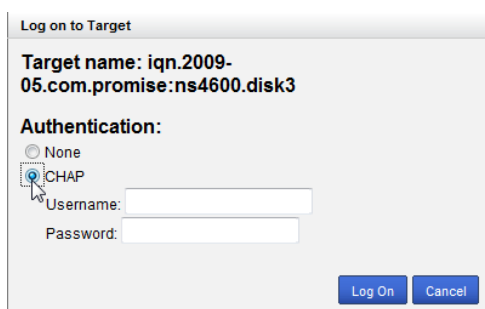 Log on to Target
Target name: iqn.2009-
05.com.promise:ns4600.disk3
Authentication:
None
CHAP
Username:
Password:
Log On Cancel